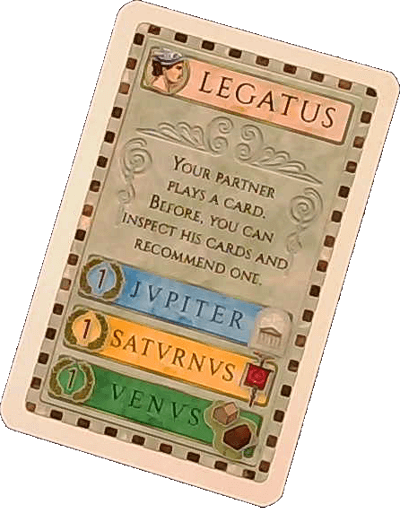 LEGATUS
YOUR PARTNER
PLAYS A CARD.
BEFORE, YOU CAN
INSPECT HIS CARDS AND
RECOMMEND ONE.
1 JVPITER
1 SATVRNVS
1 VENVS